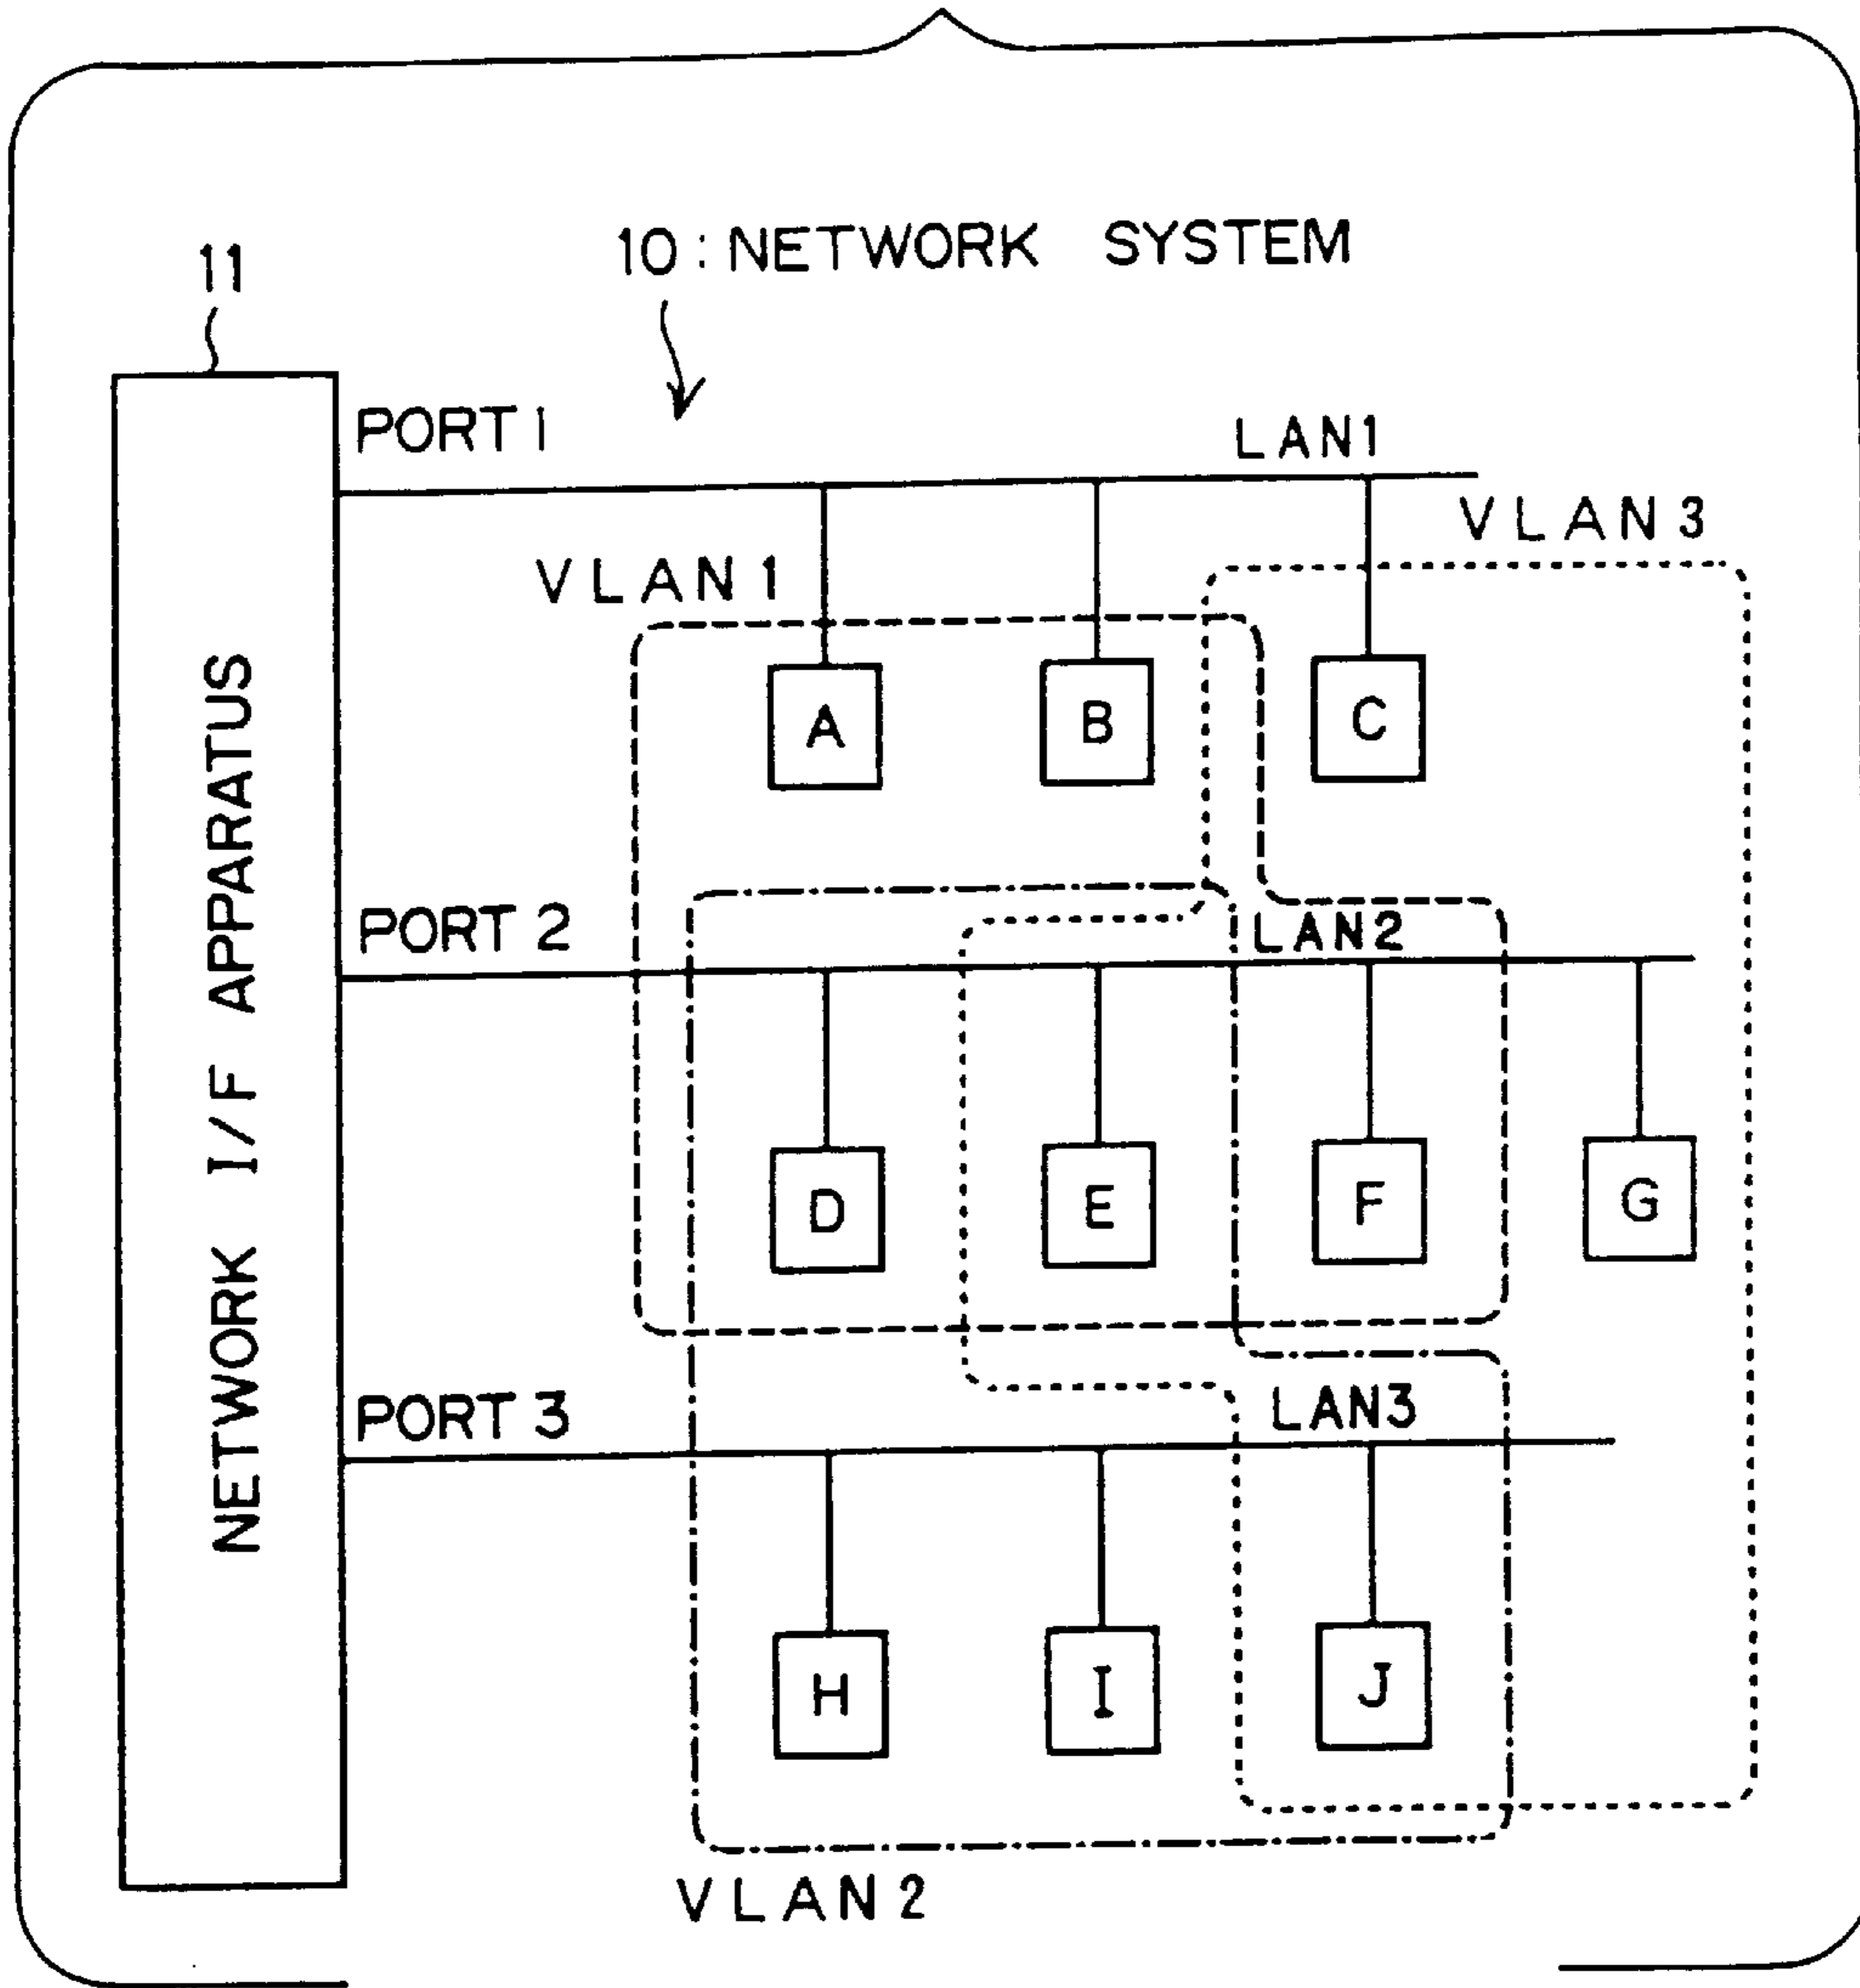 10: NETWORK SYSTEM
11
PORT 1
LAN1
VLAN3
VLAN1
A
B
C
NETWORK I/F APPARATUS
PORT 2
LAN2
D
E
F
G
PORT 3
LAN3
H
I
J
VLAN2